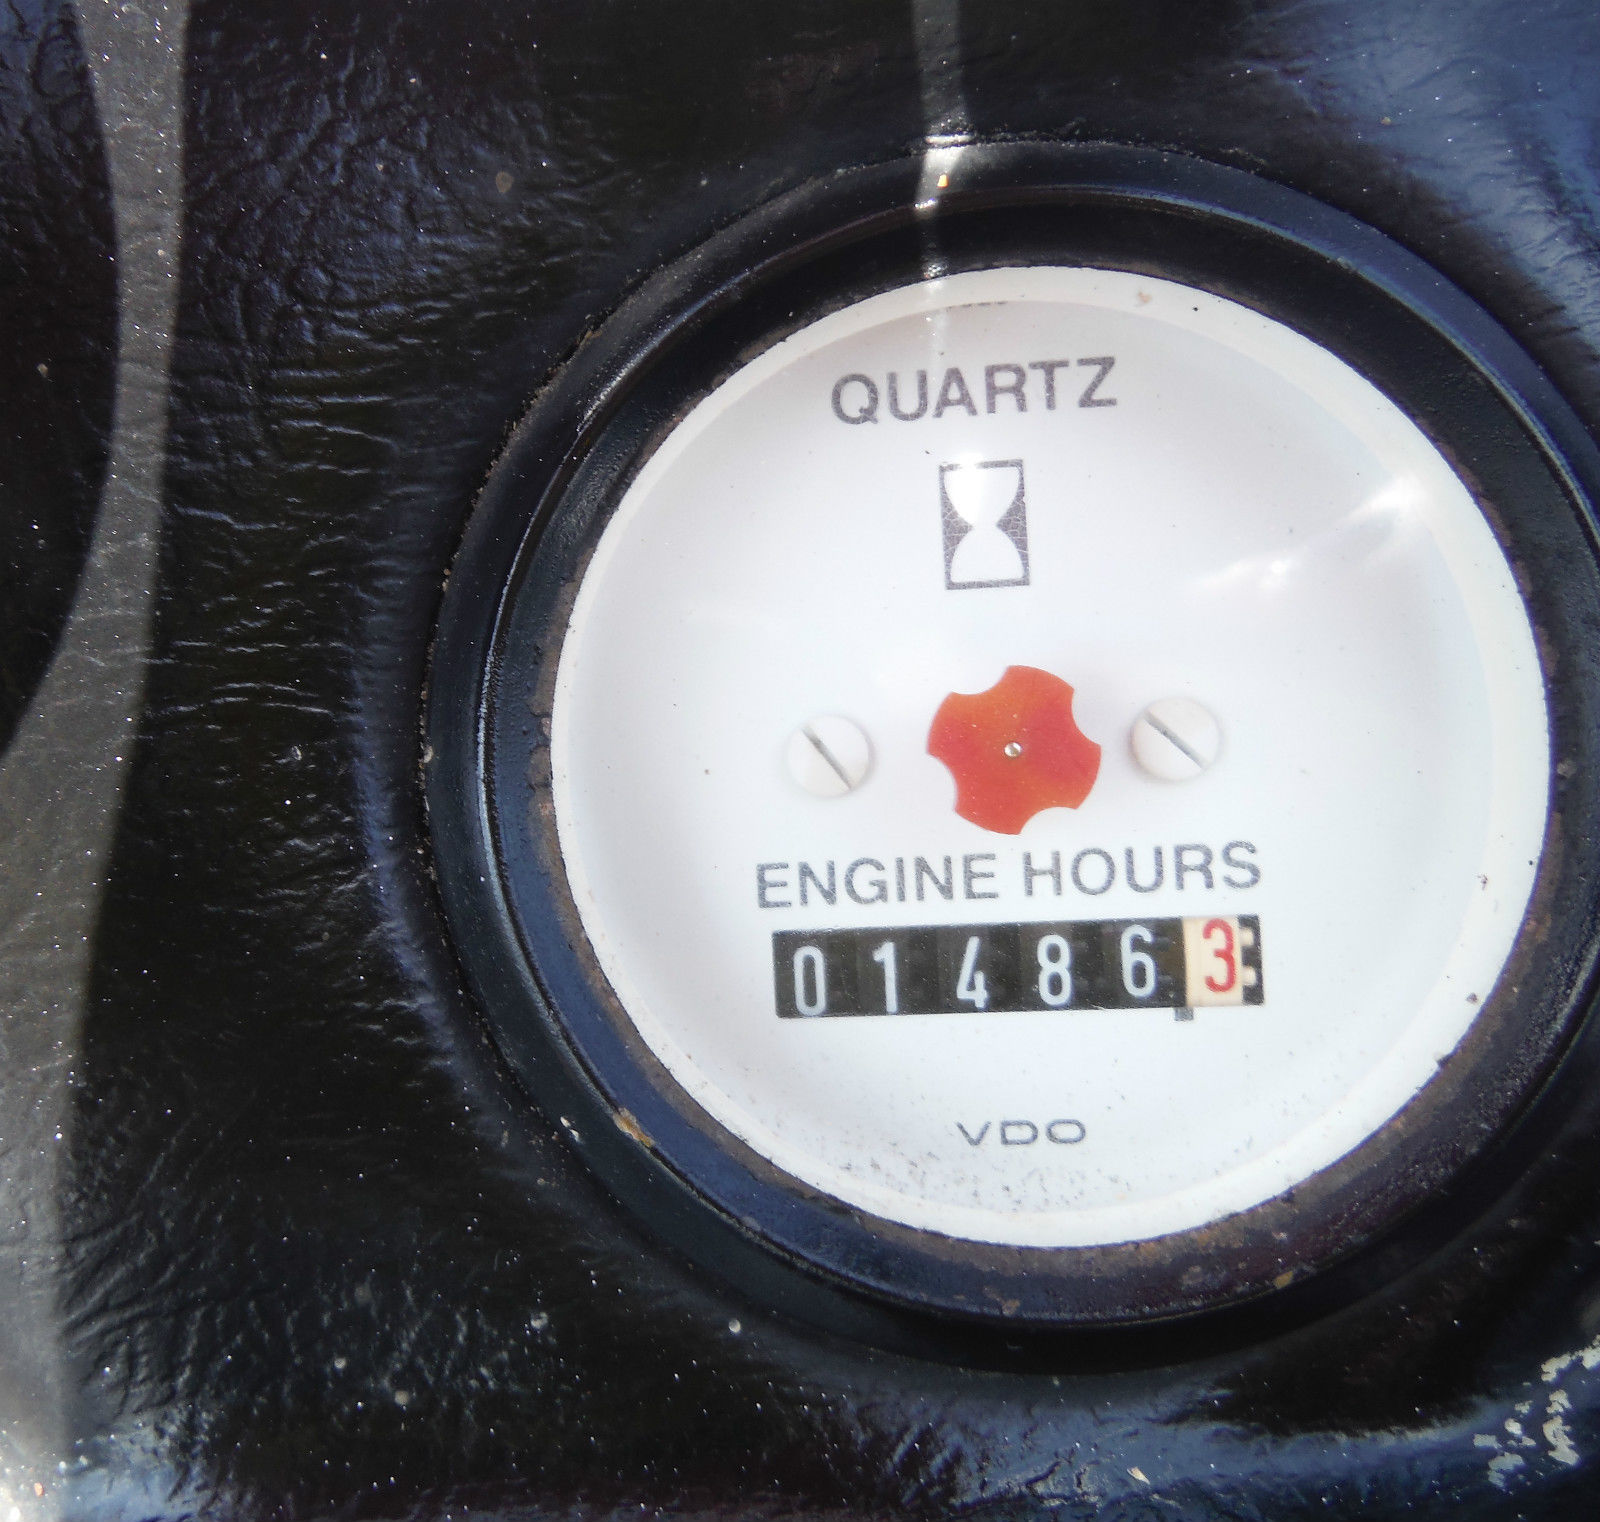 QUARTZ
ENGINE HOURS
014863
VDO